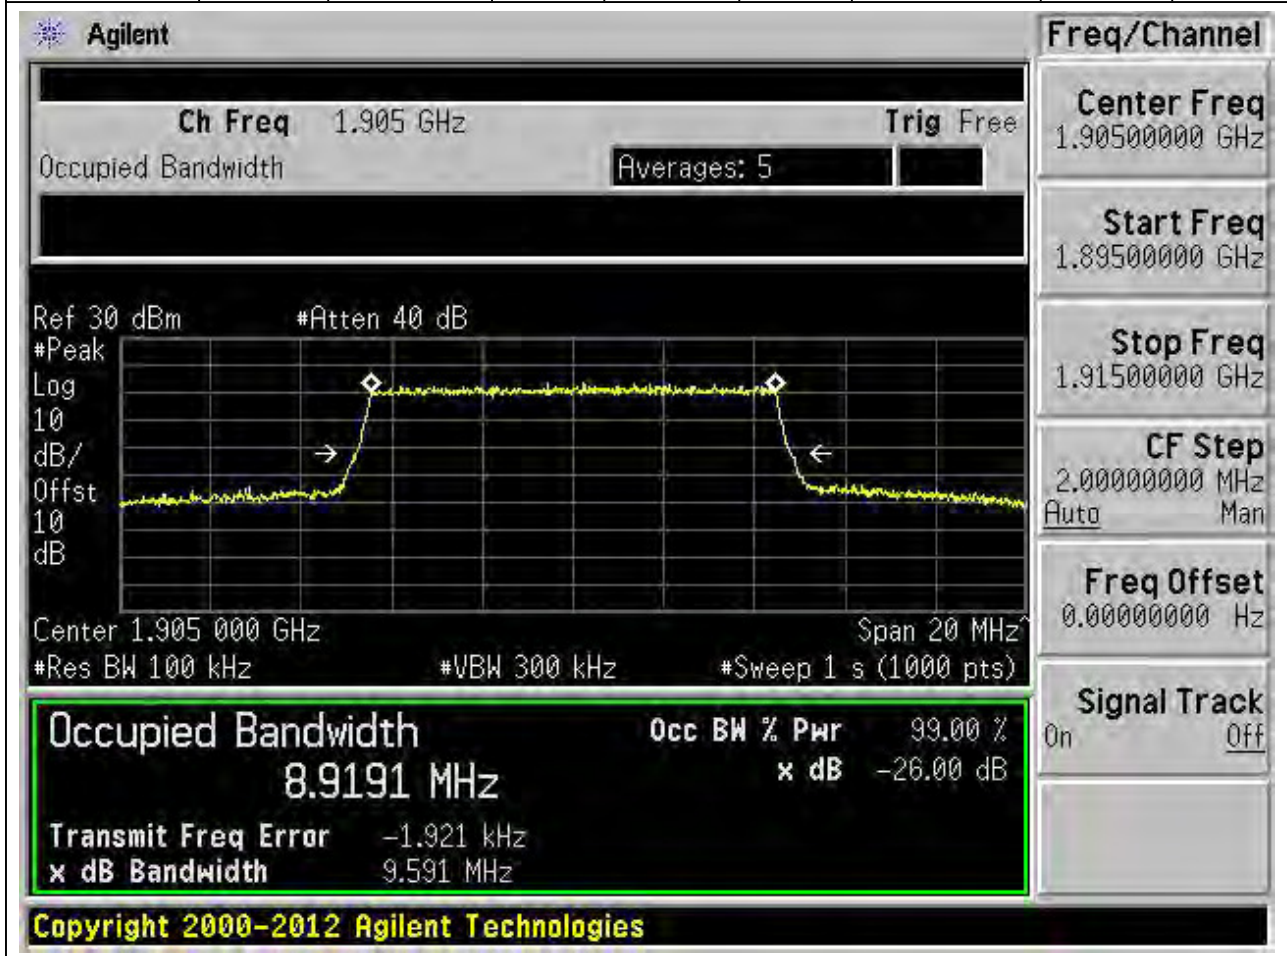 Agilent
Ch Freq 1.905 GHz Trig Free
Occupied Bandwidth Averages: 5
Ref 30 dBm #Atten 40 dB
#Peak
Log
10
dB/
Offst
10
dB
Center 1.905 000 GHz Span 20 MHz^
#Res BW 100 kHz #VBW 300 kHz #Sweep 1 s (1000 pts)
Occupied Bandwidth Occ BW % Pwr 99.00 %
8.9191 MHz x dB -26.00 dB
Transmit Freq Error -1.921 kHz
x dB Bandwidth 9.591 MHz
Copyright 2000-2012 Agilent Technologies
Freq/Channel
Center Freq
1.90500000 GHz
Start Freq
1.89500000 GHz
Stop Freq
1.91500000 GHz
CF Step
2.00000000 MHz
Auto Man
Freq Offset
0.00000000 Hz
Signal Track
On Off